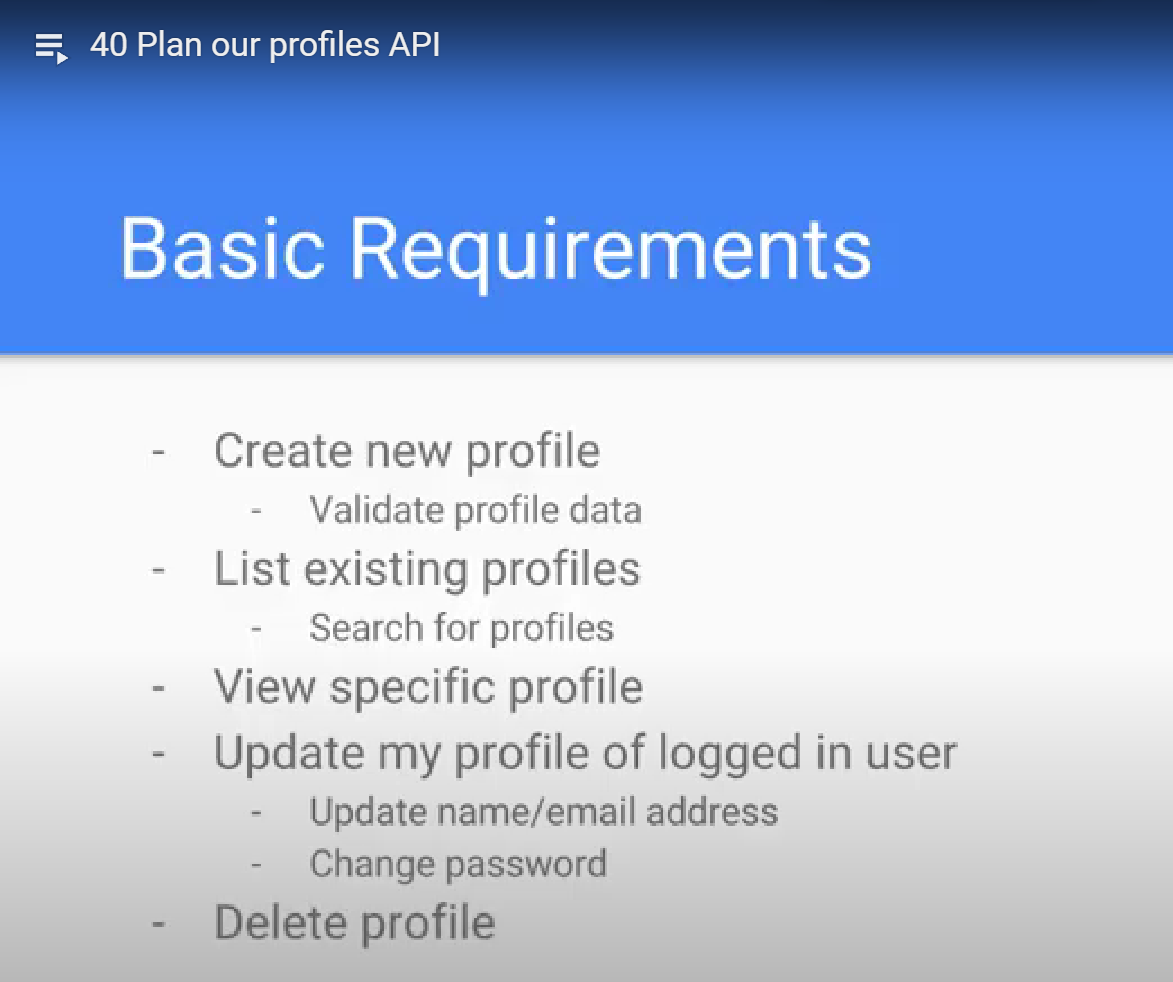 40 Plan our profiles API
Basic Requirements
- Create new profile
- Validate profile data
- List existing profiles
- Search for profiles
- View specific profile
- Update my profile of logged in user
- Update name/email address
- Change password
- Delete profile